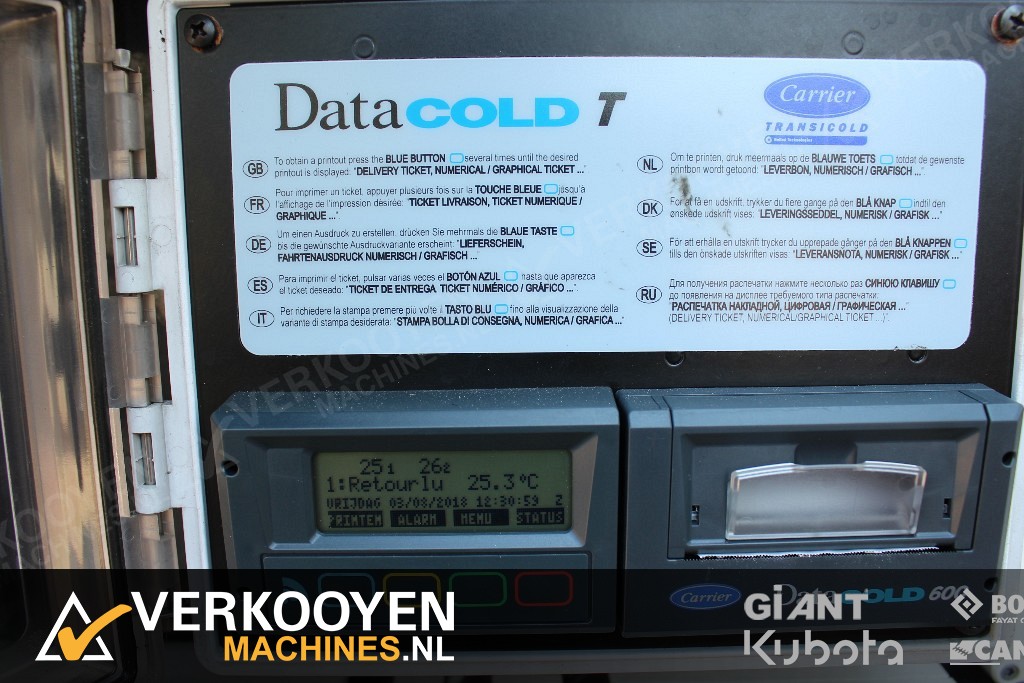 DataCOLD T
Carrier
TRANSICOLD
GB To obtain a printout press the BLUE BUTTON several times until the desired
printout is displayed: "DELIVERY TICKET, NUMERICAL / GRAPHICAL TICKET ..."
FR Pour imprimer un ticket, appuyer plusieurs fois sur la TOUCHE BLEUE jusqu'à
l'affichage de l'impression désirée: "TICKET LIVRAISON, TICKET NUMERIQUE /
GRAPHIQUE ..."
DE Um einen Ausdruck zu erstellen, drücken Sie mehrmals die BLAUE TASTE
bis die gewünschte Ausdruckvariante erscheint: "LIEFERSCHEIN,
FAHRTENAUSDRUCK NUMERISCH / GRAFISCH ..."
ES Para imprimir el ticket, pulsar varias veces el BOTÓN AZUL hasta que aparezca
el ticket deseado: "TICKET DE ENTREGA TICKET NUMÉRICO / GRÁFICO ..."
IT Per richiedere la stampa premere più volte il TASTO BLU fino alla visualizzazione della
variante di stampa desiderata: "STAMPA BOLLA DI CONSEGNA, NUMERICA / GRAFICA ..."
NL Om te printen, druk meermaals op de BLAUWE TOETS totdat de gewenste
printbon wordt getoond: "LEVERBON, NUMERISCH / GRAFISCH ..."
DK For at få en udskrift, trykker du flere gange på den BLÅ KNAP indtil den
ønskede udskrift vises: "LEVERINGSSEDDEL, NUMERISK / GRAFISK ..."
SE För att erhålla en utskrift trycker du upprepade gånger på den BLÅ KNAPPEN
tills den önskade utskriften visas: "LEVERANSNOTA, NUMERISK / GRAFISK ..."
RU Для получения распечатки нажмите несколько раз СИНЮЮ КЛАВИШУ
до появления на дисплее требуемого типа распечатки:
"РАСПЕЧАТКА НАКЛАДНОЙ, ЦИФРОВАЯ / ГРАФИЧЕСКАЯ ..."
(DELIVERY TICKET, NUMERICAL/GRAPHICAL TICKET ...)".
251 262
1:Retourlu 25.3°C
VRIJDAG 03/08/2018 12:30:59 Z
PRINTEN ALARM MENU STATUS
Carrier DataCOLD 600
VERKOOYEN
MACHINES.NL
GiANT
Kubota
BO
FAYAT
SCAN